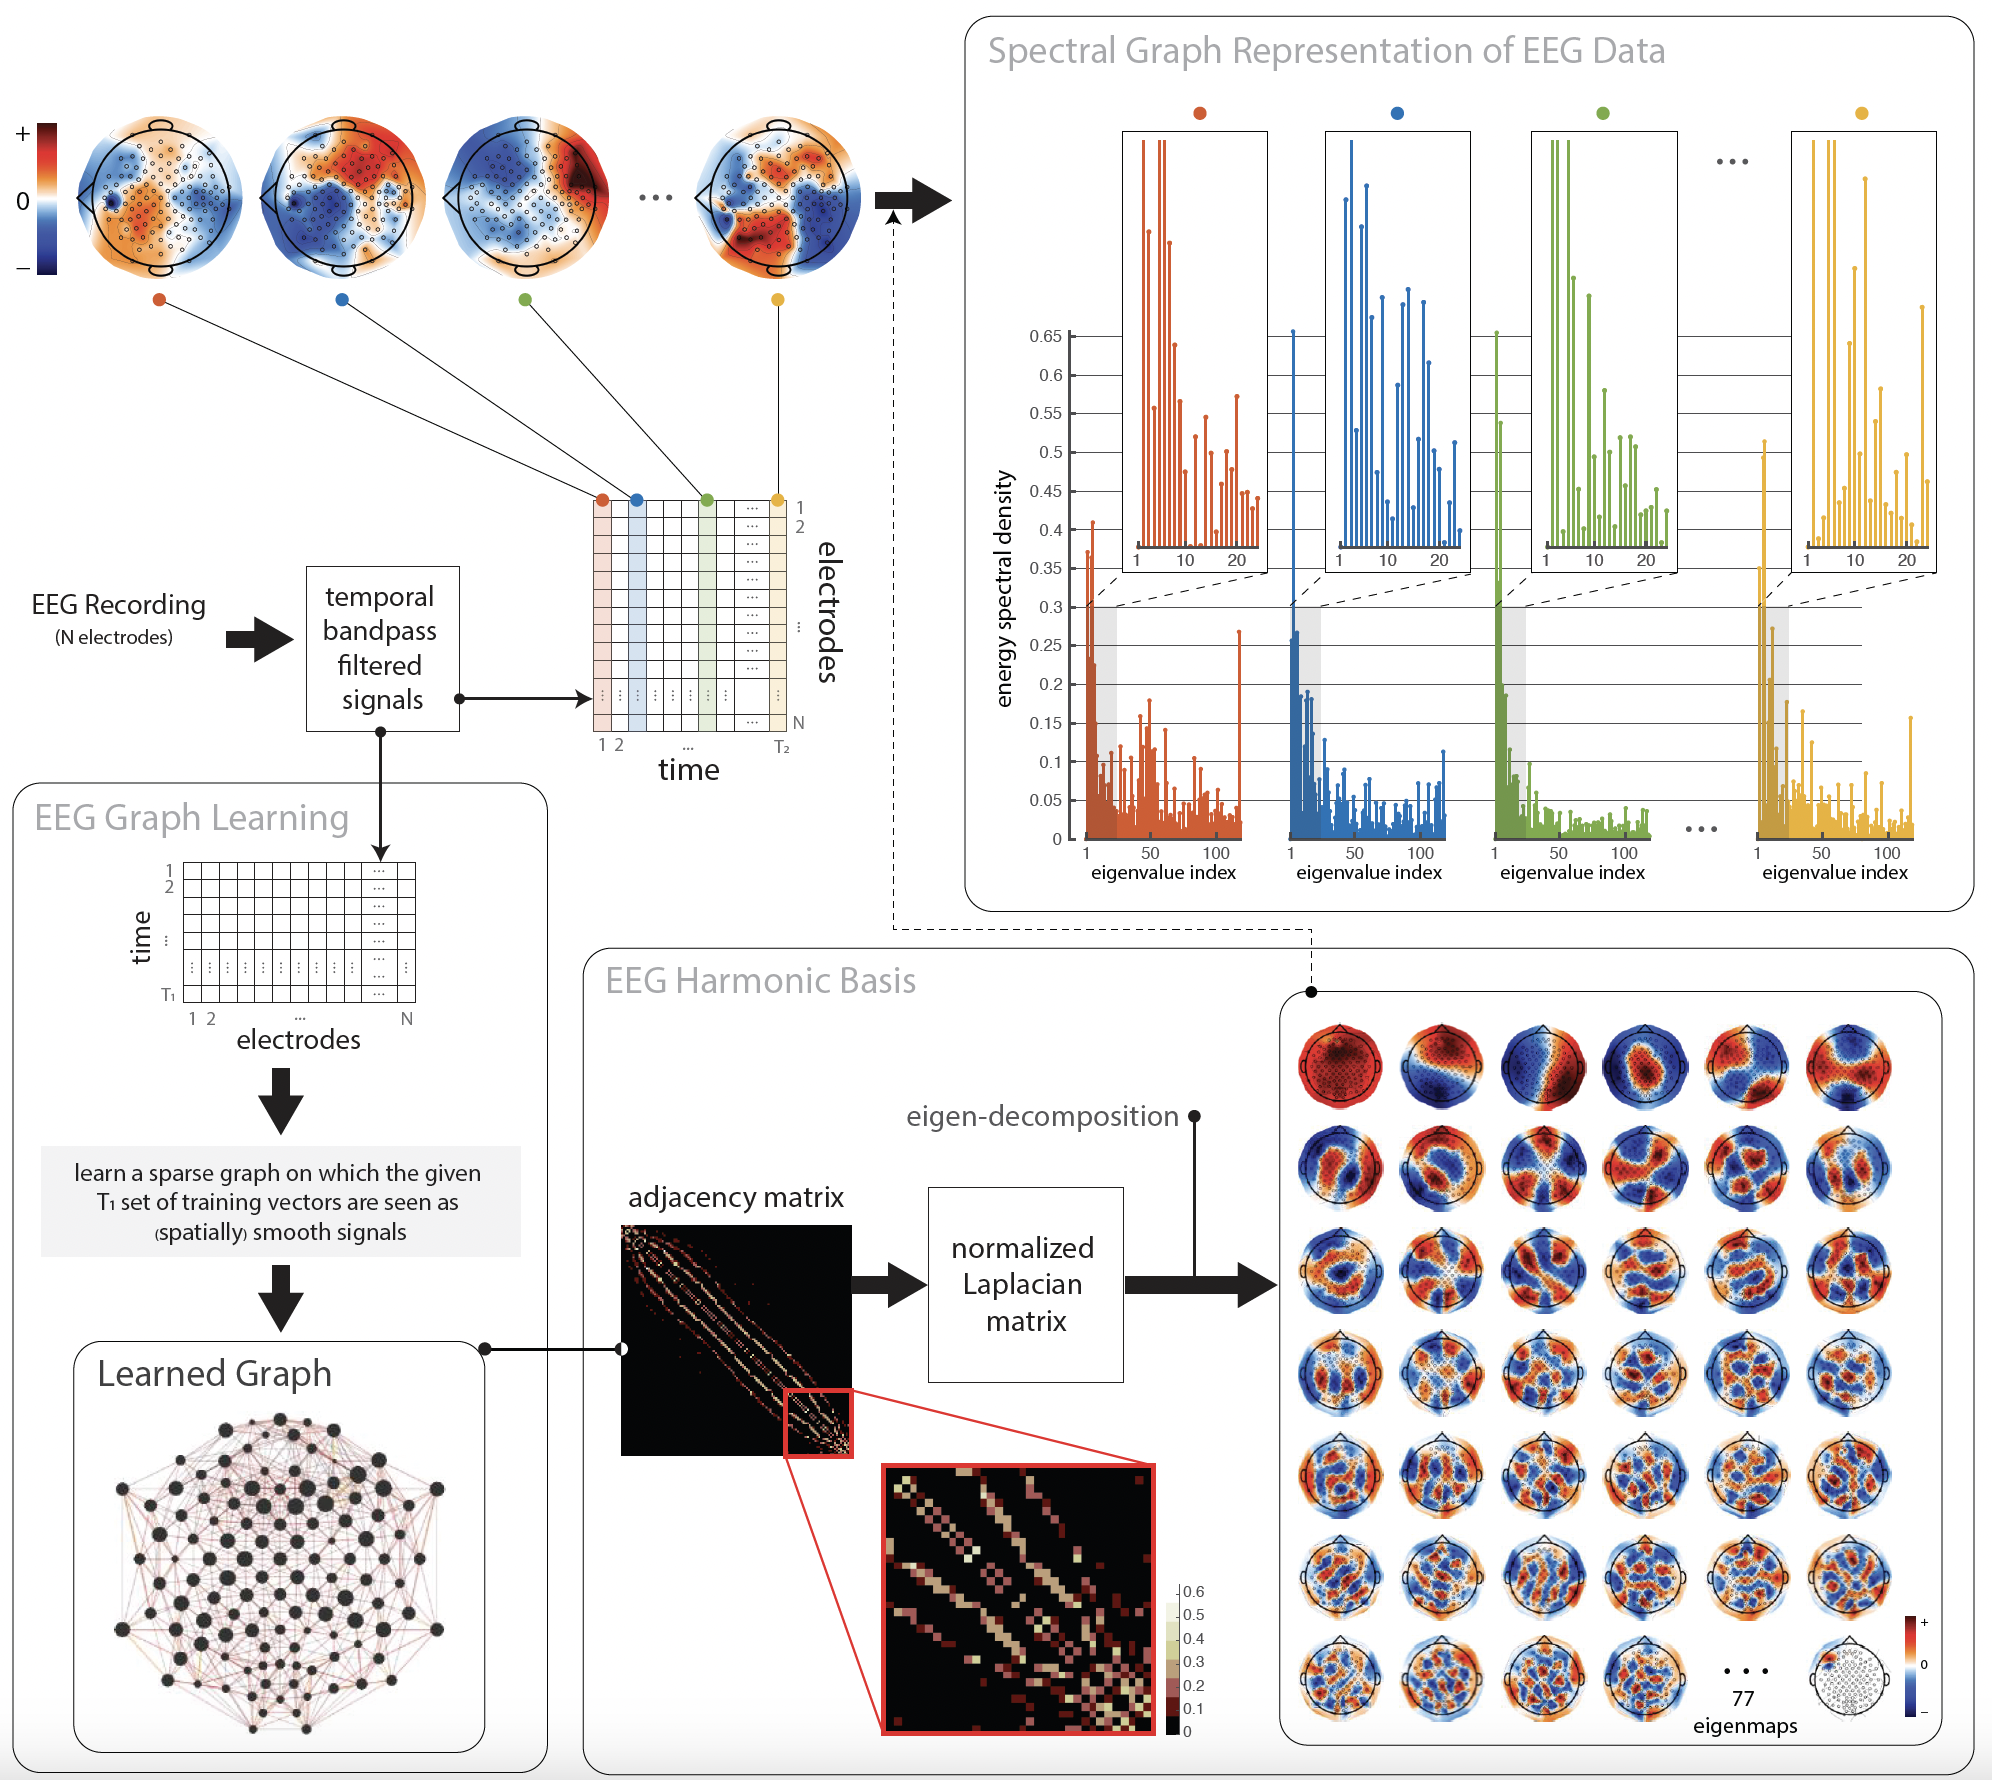 Spectral Graph Representation of EEG Data
+
0
–
...
...
0.65
0.6
0.55
0.5
0.45
0.4
0.35
0.3
0.25
0.2
0.15
0.1
0.05
0
energy spectral density
1 10 20
1 10 20
1 10 20
1 10 20
1 50 100
eigenvalue index
1 50 100
eigenvalue index
1 50 100
eigenvalue index
...
1 50 100
eigenvalue index
EEG Recording
(N electrodes)
temporal
bandpass
filtered
signals
1
2
...
N
electrodes
1 2 ... T₂
time
EEG Graph Learning
1
2
...
T₁
time
1 2 ... N
electrodes
learn a sparse graph on which the given
T₁ set of training vectors are seen as
(spatially) smooth signals
Learned Graph
EEG Harmonic Basis
adjacency matrix
normalized
Laplacian
matrix
eigen-decomposition
0.6
0.5
0.4
0.3
0.2
0.1
0
...
77
eigenmaps
+
0
–